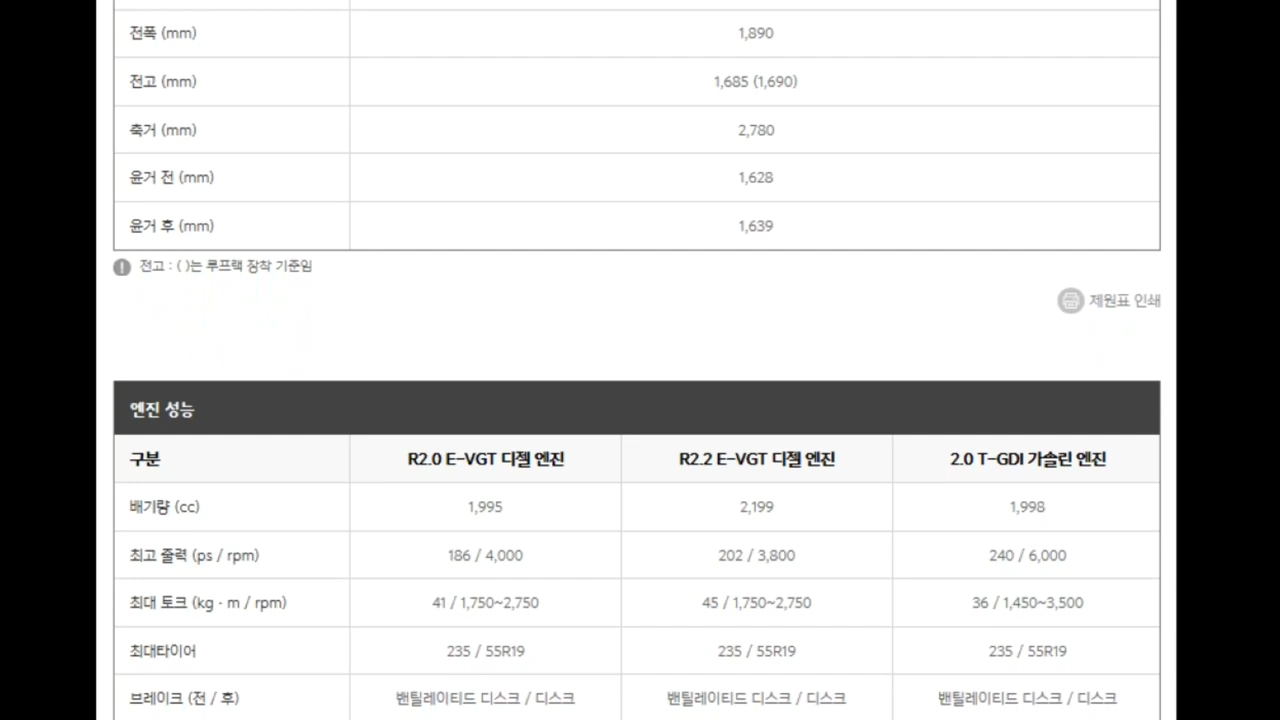 전폭 (mm) 1,890
전고 (mm) 1,685 (1,690)
축거 (mm) 2,780
윤거 전 (mm) 1,628
윤거 후 (mm) 1,639
전고 : ( )는 루프랙 장착 기준임
제원표 인쇄
엔진 성능
구분 R2.0 E-VGT 디젤 엔진 R2.2 E-VGT 디젤 엔진 2.0 T-GDI 가솔린 엔진
배기량 (cc) 1,995 2,199 1,998
최고 출력 (ps / rpm) 186 / 4,000 202 / 3,800 240 / 6,000
최대 토크 (kg · m / rpm) 41 / 1,750~2,750 45 / 1,750~2,750 36 / 1,450~3,500
최대타이어 235 / 55R19 235 / 55R19 235 / 55R19
브레이크 (전 / 후) 밴틸레이티드 디스크 / 디스크 밴틸레이티드 디스크 / 디스크 밴틸레이티드 디스크 / 디스크